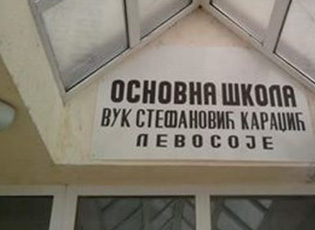 ОСНОВНА ШКОЛА
ВУК СТЕФАНОВИЋ КАРАЏИЋ
ЛЕВОСОЈЕ